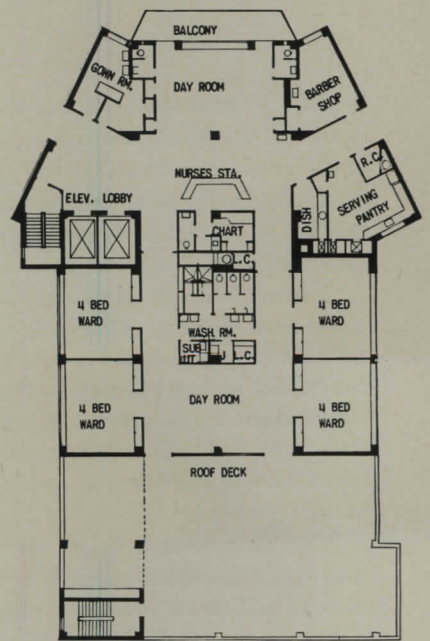 BALCONY
GOWN RM.
DAY ROOM
BARBER
SHOP
NURSES STA.
R.C.
ELEV. LOBBY
DISH
SERVING
PANTRY
CHART
L.C.
4 BED
WARD
4 BED
WARD
WASH. RM.
SUB
UT
J
L.C.
4 BED
WARD
DAY ROOM
4 BED
WARD
ROOF DECK